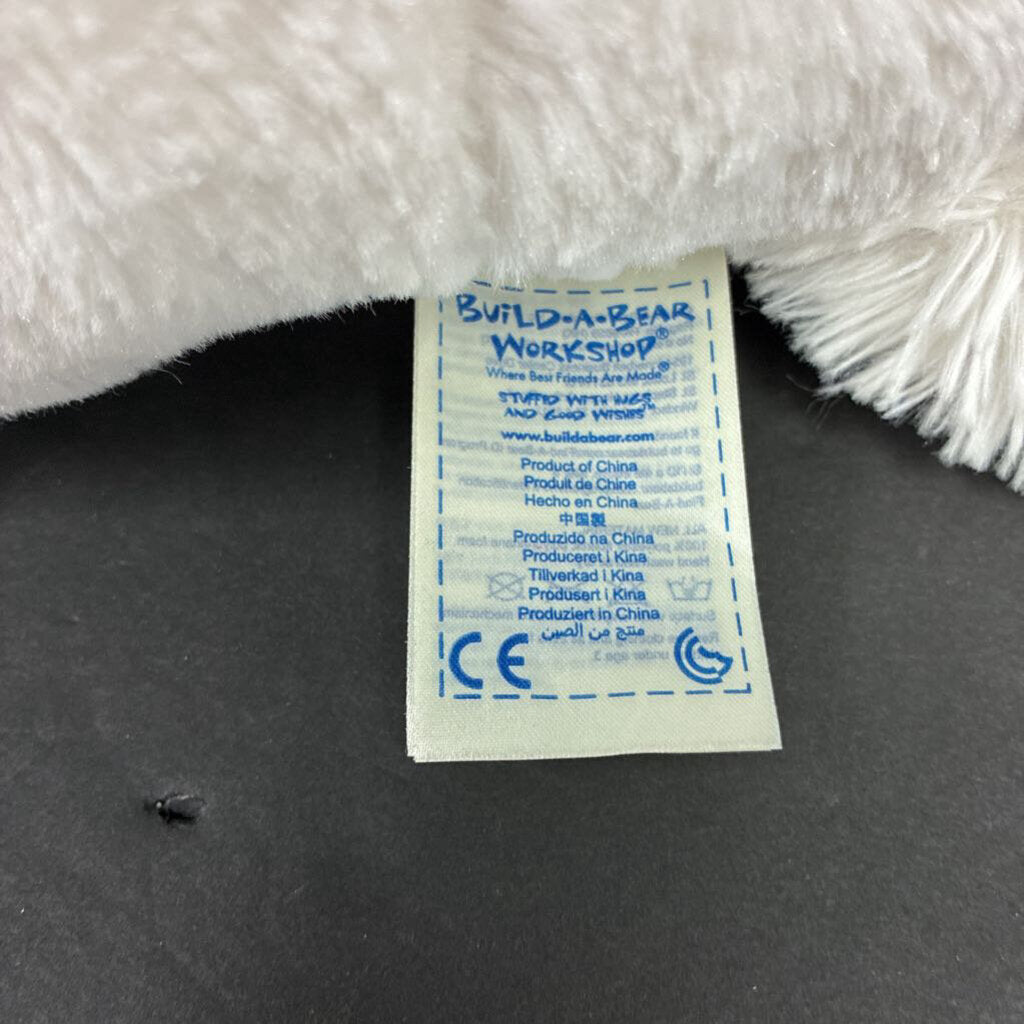 BUILD-A-BEAR
WORKSHOP®
Where Best Friends Are Made®
STUFFED WITH HUGS
AND GOOD WISHES™
www.buildabear.com
Product of China
Produit de Chine
Hecho en China
中国製
Produzido na China
Produceret i Kina
Tillverkad i Kina
Produsert i Kina
Produziert in China
منتج من الصين
CE